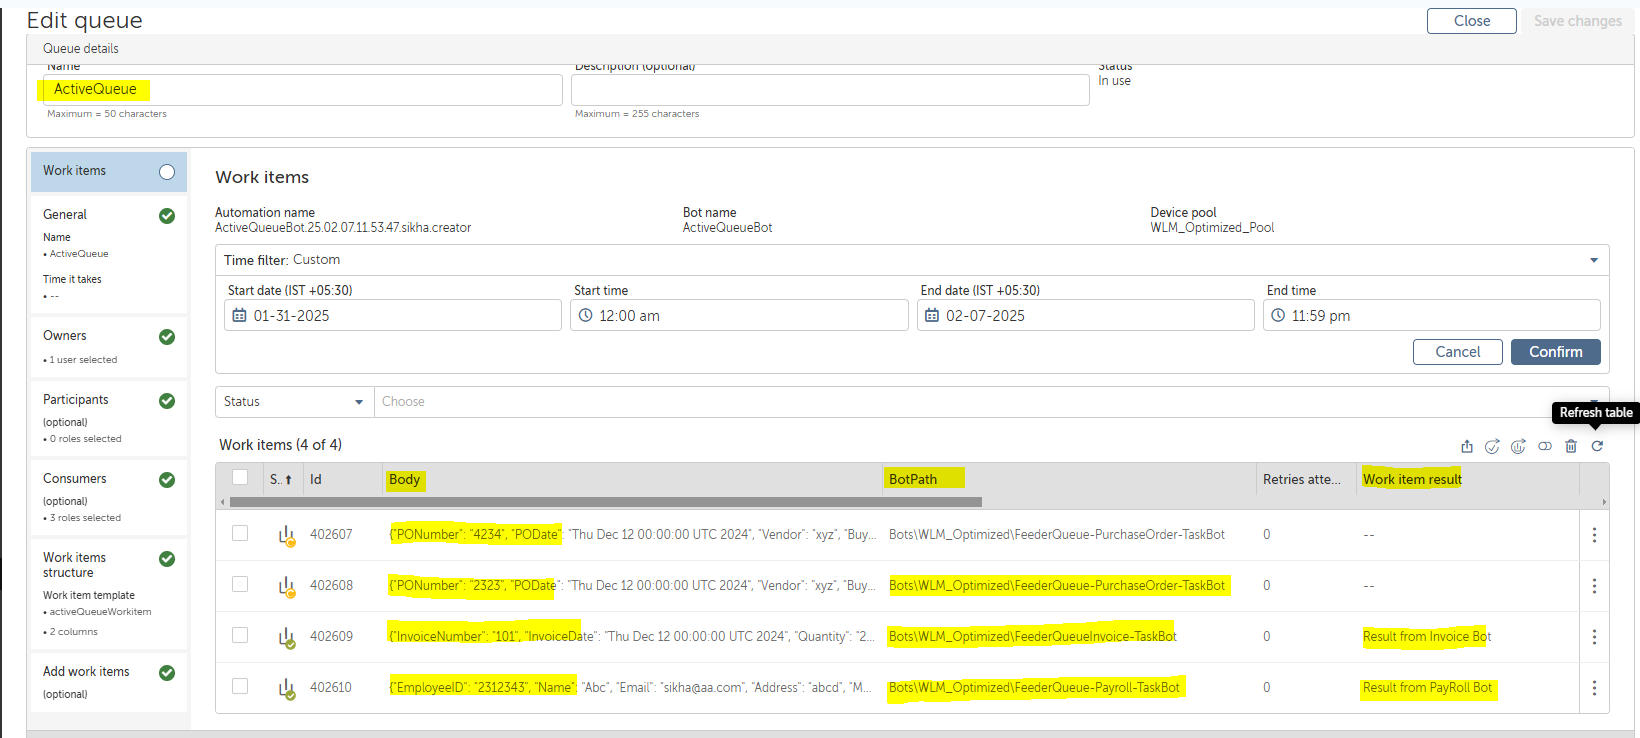 Edit queue
Close
Save changes
Queue details
Name
Description (optional)
Status
ActiveQueue
In use
Maximum = 50 characters
Maximum = 255 characters
Work items
General
Name
• ActiveQueue
Time it takes
• --
Owners
• 1 user selected
Participants
(optional)
• 0 roles selected
Consumers
(optional)
• 3 roles selected
Work items
structure
Work item template
• activeQueueWorkitem
• 2 columns
Add work items
(optional)
Work items
Automation name
Bot name
Device pool
ActiveQueueBot.25.02.07.11.53.47.sikha.creator
ActiveQueueBot
WLM_Optimized_Pool
Time filter: Custom
Start date (IST +05:30)
Start time
End date (IST +05:30)
End time
01-31-2025
12:00 am
02-07-2025
11:59 pm
Cancel
Confirm
Status
Choose
Refresh table
Work items (4 of 4)
S.. Id Body BotPath Retries atte... Work item result
402607 {"PONumber": "4234", "PODate": "Thu Dec 12 00:00:00 UTC 2024", "Vendor": "xyz", "Buy... Bots\WLM_Optimized\FeederQueue-PurchaseOrder-TaskBot 0 --
402608 {"PONumber": "2323", "PODate": "Thu Dec 12 00:00:00 UTC 2024", "Vendor": "xyz", "Buy... Bots\WLM_Optimized\FeederQueue-PurchaseOrder-TaskBot 0 --
402609 {"InvoiceNumber": "101", "InvoiceDate": "Thu Dec 12 00:00:00 UTC 2024", "Quantity": "2... Bots\WLM_Optimized\FeederQueueInvoice-TaskBot 0 Result from Invoice Bot
402610 {"EmployeeID": "2312343", "Name": "Abc", "Email": "sikha@aa.com", "Address": "abcd", "M... Bots\WLM_Optimized\FeederQueue-Payroll-TaskBot 0 Result from PayRoll Bot